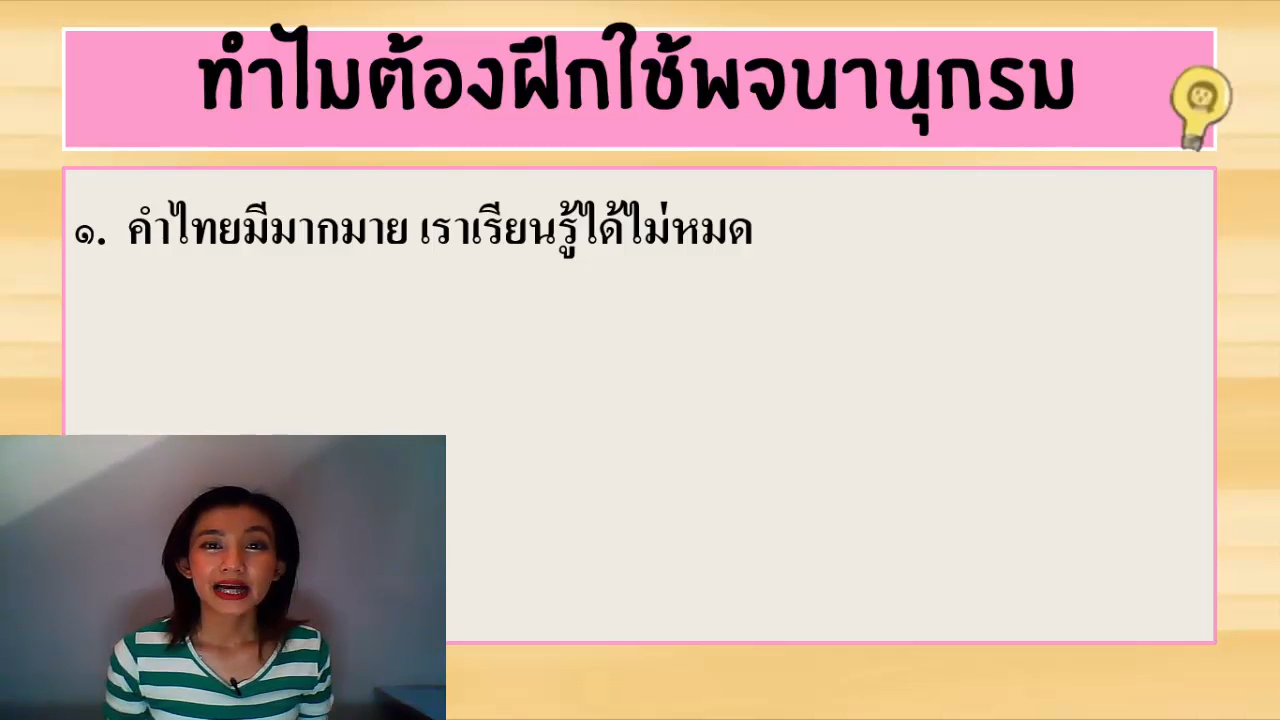 ทำไมต้องฝึกใช้พจนานุกรม
๑. คำไทยมีมากมาย เราเรียนรู้ได้ไม่หมด